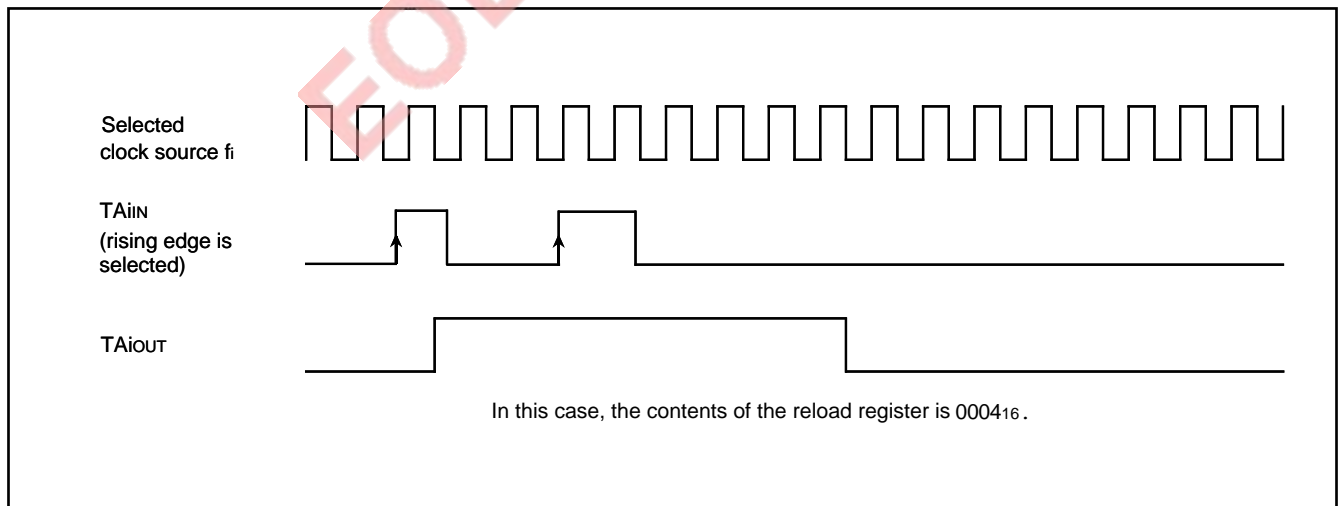 EOL
Selected
clock source fi
TAiIN
(rising edge is
selected)
TAiOUT
In this case, the contents of the reload register is 000416.